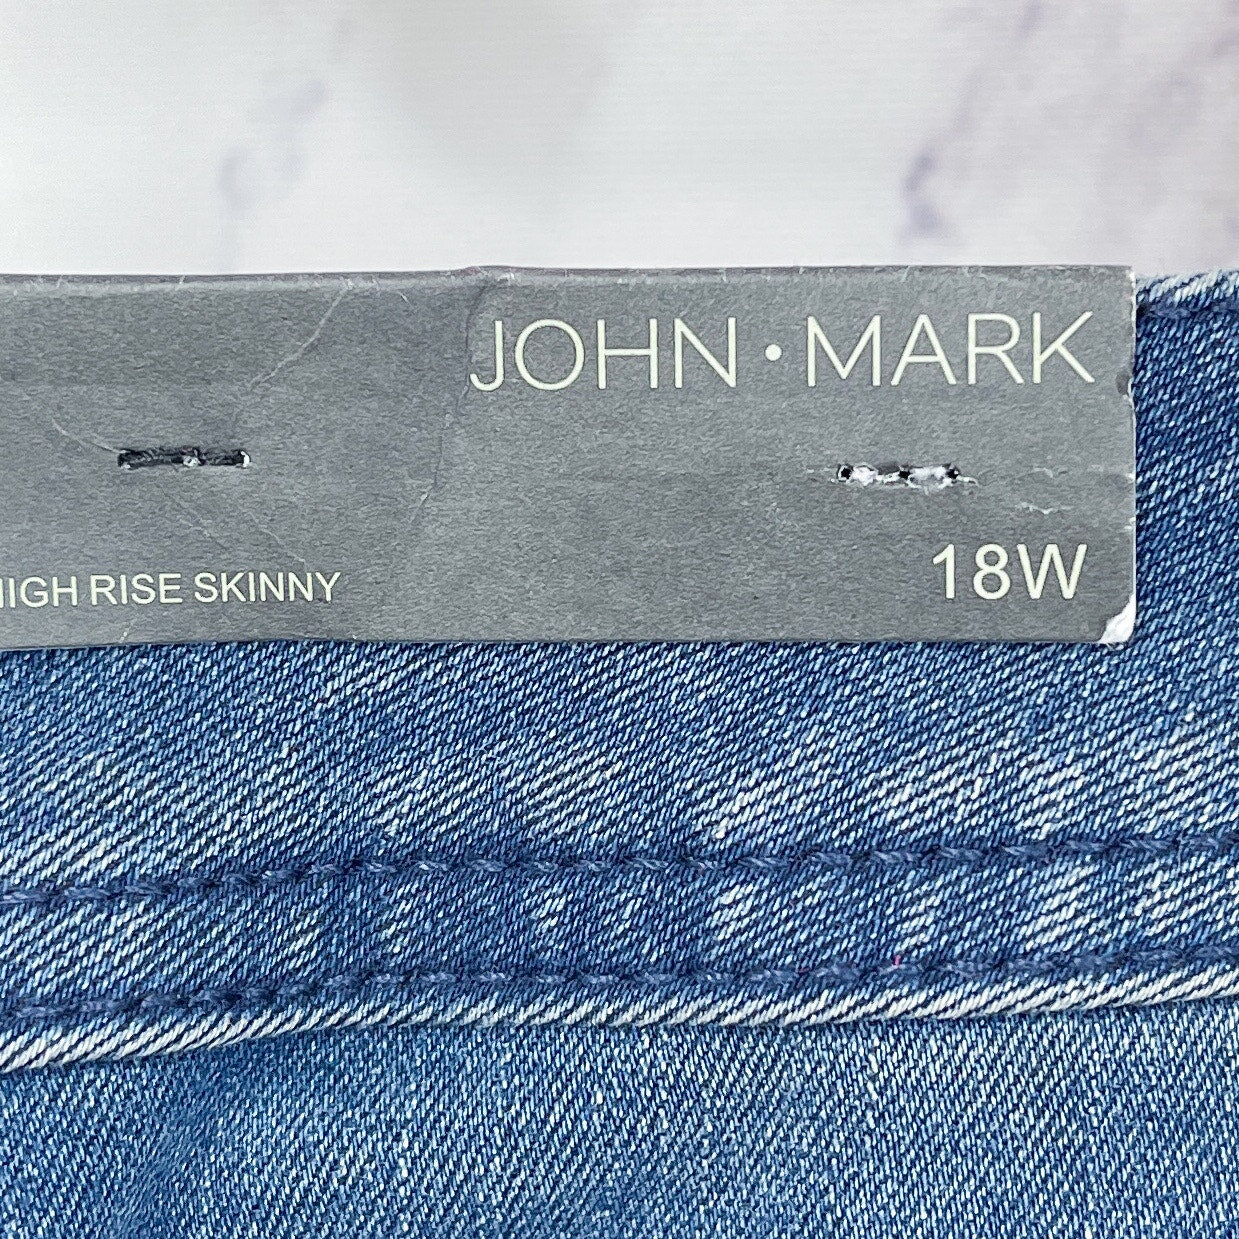 JOHN · MARK
HIGH RISE SKINNY
18W